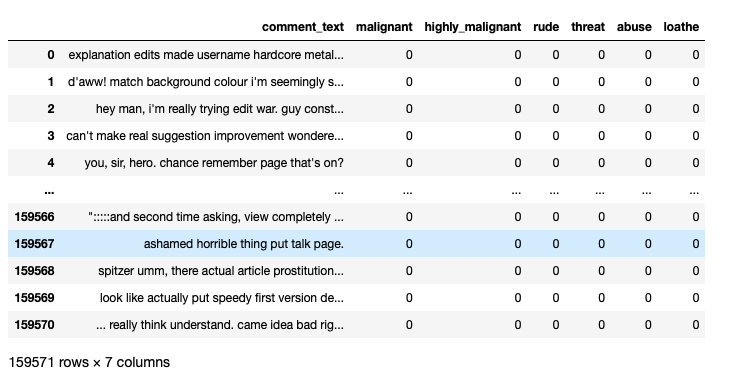 comment_text malignant highly_malignant rude threat abuse loathe
0 explanation edits made username hardcore metal... 0 0 0 0 0 0
1 d'aww! match background colour i'm seemingly s... 0 0 0 0 0 0
2 hey man, i'm really trying edit war. guy const... 0 0 0 0 0 0
3 can't make real suggestion improvement wondere... 0 0 0 0 0 0
4 you, sir, hero. chance remember page that's on? 0 0 0 0 0 0
... ... ... ... ... ... ... ...
159566 ":::::and second time asking, view completely ... 0 0 0 0 0 0
159567 ashamed horrible thing put talk page. 0 0 0 0 0 0
159568 spitzer umm, there actual article prostitution... 0 0 0 0 0 0
159569 look like actually put speedy first version de... 0 0 0 0 0 0
159570 ... really think understand. came idea bad rig... 0 0 0 0 0 0
159571 rows × 7 columns